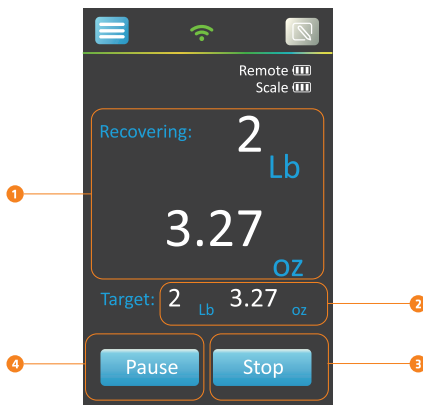 Remote
Scale
Recovering: 2
Lb
3.27
oz
Target: 2 Lb 3.27 oz
Pause Stop
1
2
3
4